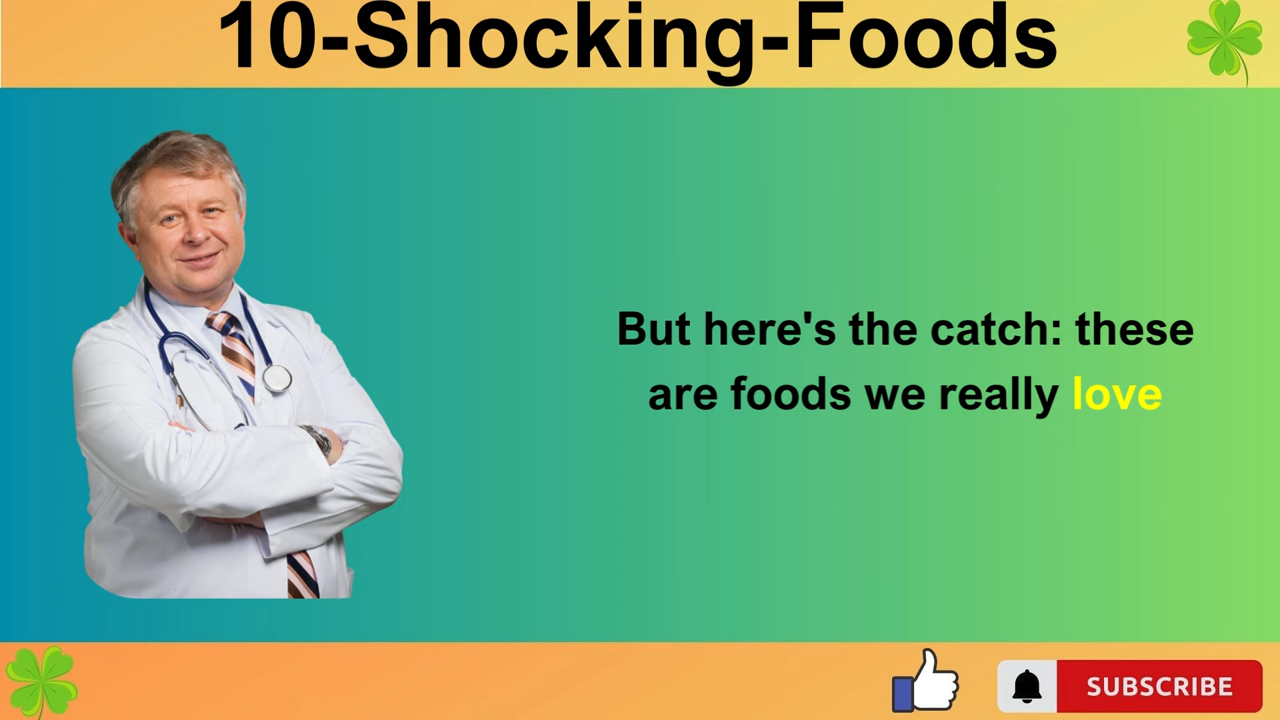 10-Shocking-Foods
But here's the catch: these
are foods we really love
SUBSCRIBE